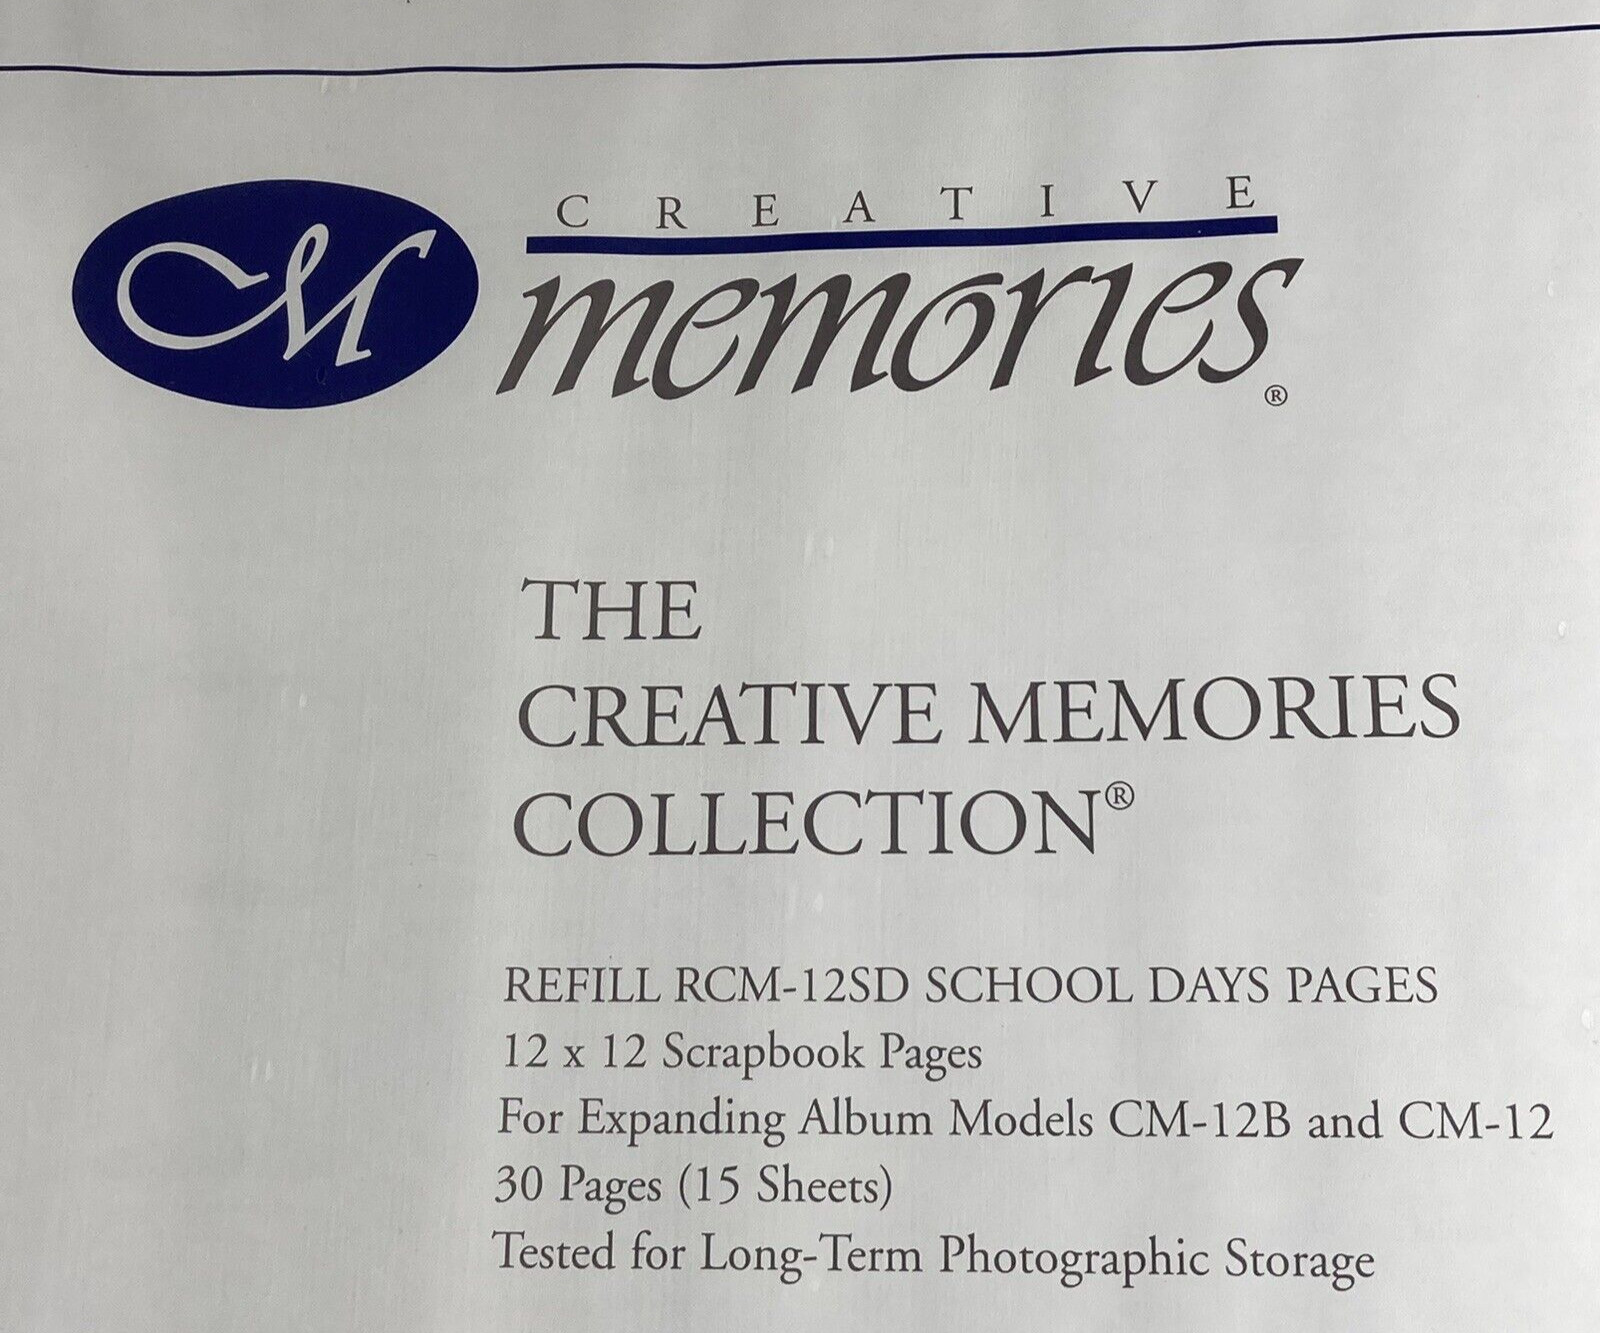 CM
CREATIVE
memories®
THE
CREATIVE MEMORIES
COLLECTION®
REFILL RCM-12SD SCHOOL DAYS PAGES
12 x 12 Scrapbook Pages
For Expanding Album Models CM-12B and CM-12
30 Pages (15 Sheets)
Tested for Long-Term Photographic Storage